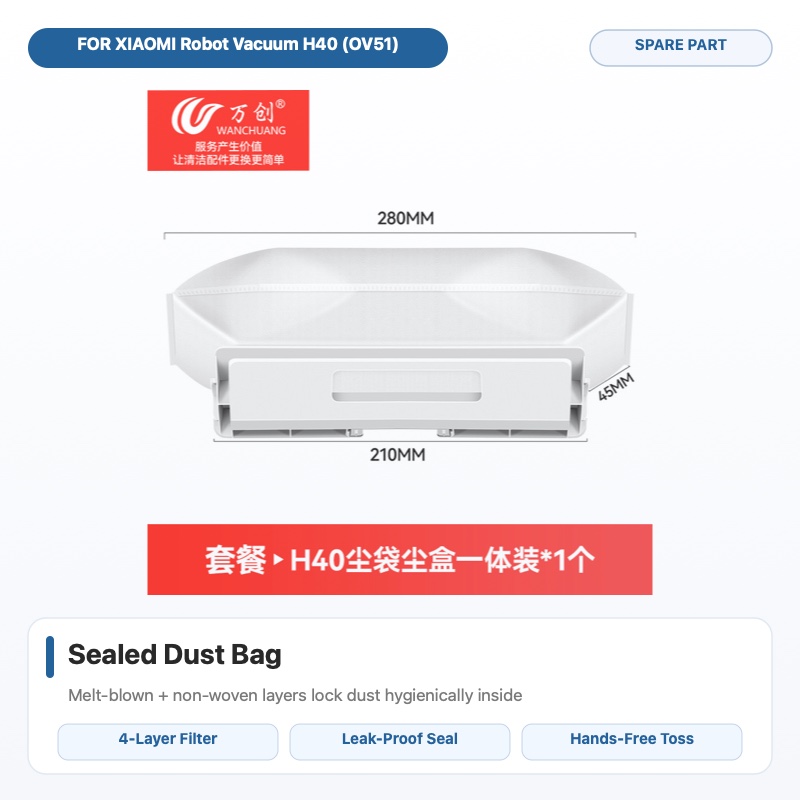 FOR XIAOMI Robot Vacuum H40 (OV51)
SPARE PART
万创®
WANCHUANG
服务产生价值
让清洁配件更换更简单
280MM
45MM
210MM
套餐▸H40尘袋尘盒一体装*1个
Sealed Dust Bag
Melt-blown + non-woven layers lock dust hygienically inside
4-Layer Filter
Leak-Proof Seal
Hands-Free Toss